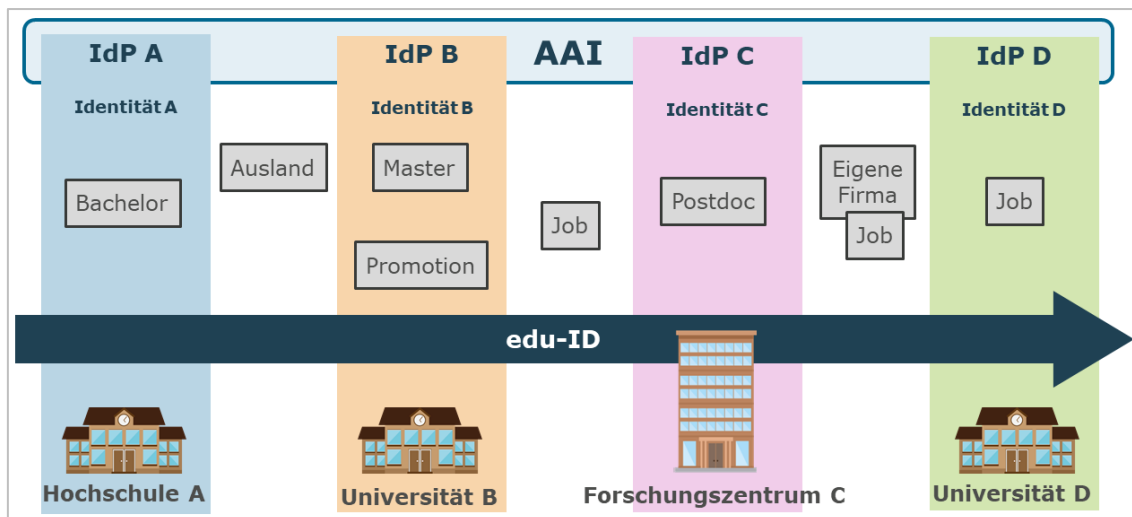 IdP A
IdP B
AAI
IdP C
IdP D
Identität A
Identität B
Identität C
Identität D
Ausland
Master
Eigene
Firma
Bachelor
Postdoc
Job
Job
Job
Promotion
edu-ID
Hochschule A
Universität B
Forschungszentrum C
Universität D